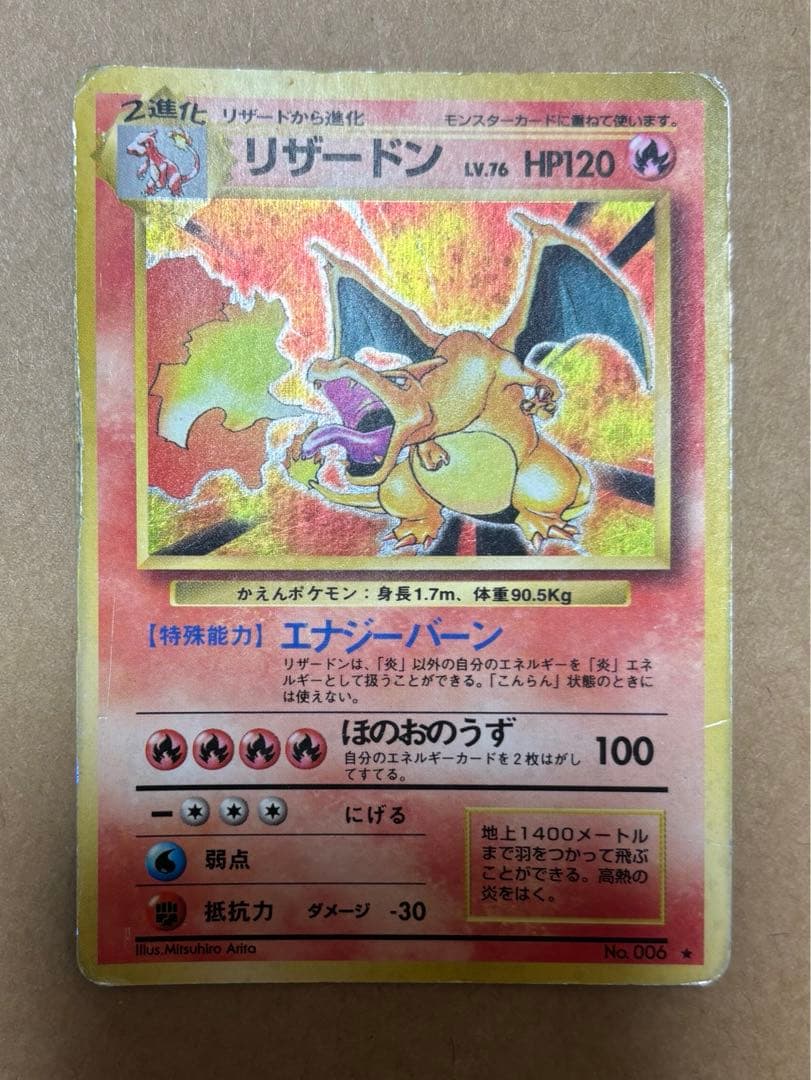 2進化 リザードから進化 モンスターカードに重ねて使います。
リザードン LV.76 HP120
かえんポケモン：身長1.7m、体重90.5Kg
【特殊能力】エナジーバーン
リザードンは、「炎」以外の自分のエネルギーを「炎」エネ
ルギーとして扱うことができる。「こんらん」状態のときに
は使えない。
ほのおのうず 100
自分のエネルギーカードを2枚はがし
てすてる。
にげる
弱点
抵抗力 ダメージ -30
地上1400メートル
まで羽をつかって飛ぶ
ことができる。高熱の
炎をはく。
Illus.Mitsuhiro Arita
No. 006 ★